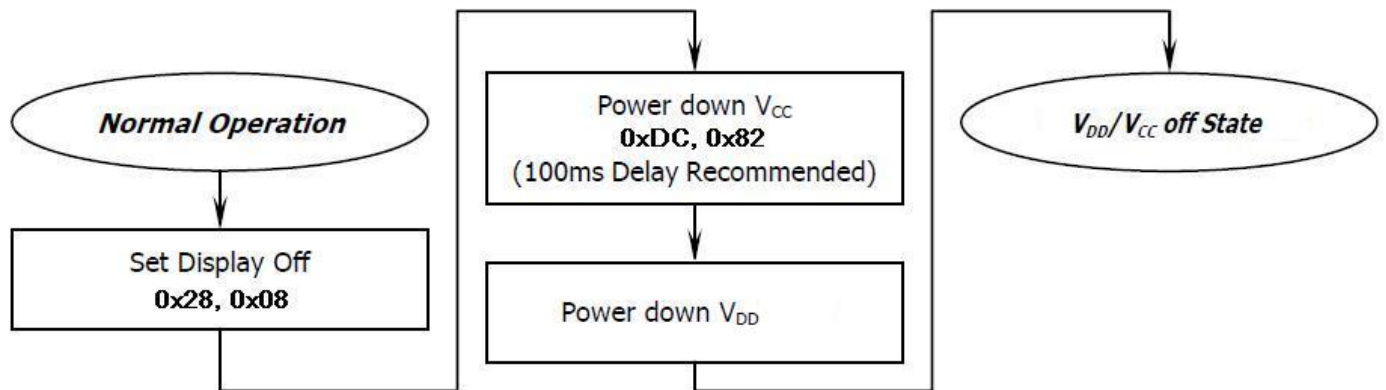 Normal Operation
Set Display Off
0x28, 0x08
Power down VCC
0xDC, 0x82
(100ms Delay Recommended)
Power down VDD
VDD/VCC off State